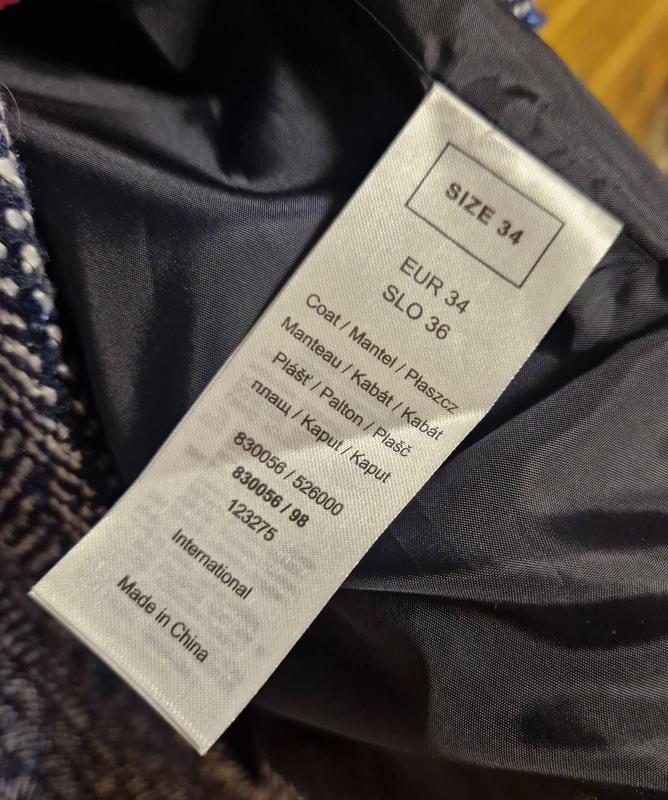 SIZE 34
EUR 34
SLO 36
Coat / Mantel / Płaszcz
Manteau / Kabát / Kabát
Plášť / Palton / Plašč
плащ / Kaput / Kaput
830056 / 526000
830056 / 98
123275
International
Made in China